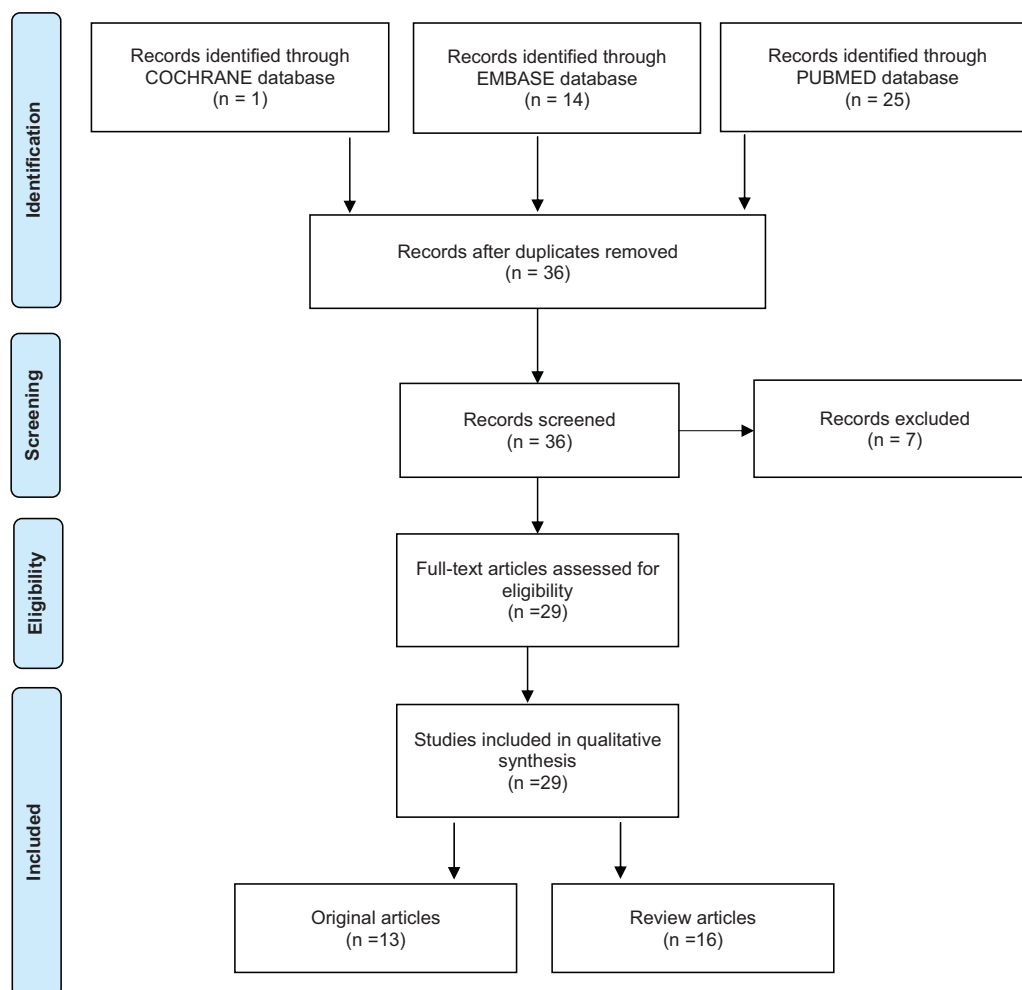 Identification
Records identified through
COCHRANE database
(n = 1)
Records identified through
EMBASE database
(n = 14)
Records identified through
PUBMED database
(n = 25)
Records after duplicates removed
(n = 36)
Screening
Records screened
(n = 36)
Records excluded
(n = 7)
Eligibility
Full-text articles assessed for
eligibility
(n =29)
Included
Studies included in qualitative
synthesis
(n =29)
Original articles
(n =13)
Review articles
(n =16)